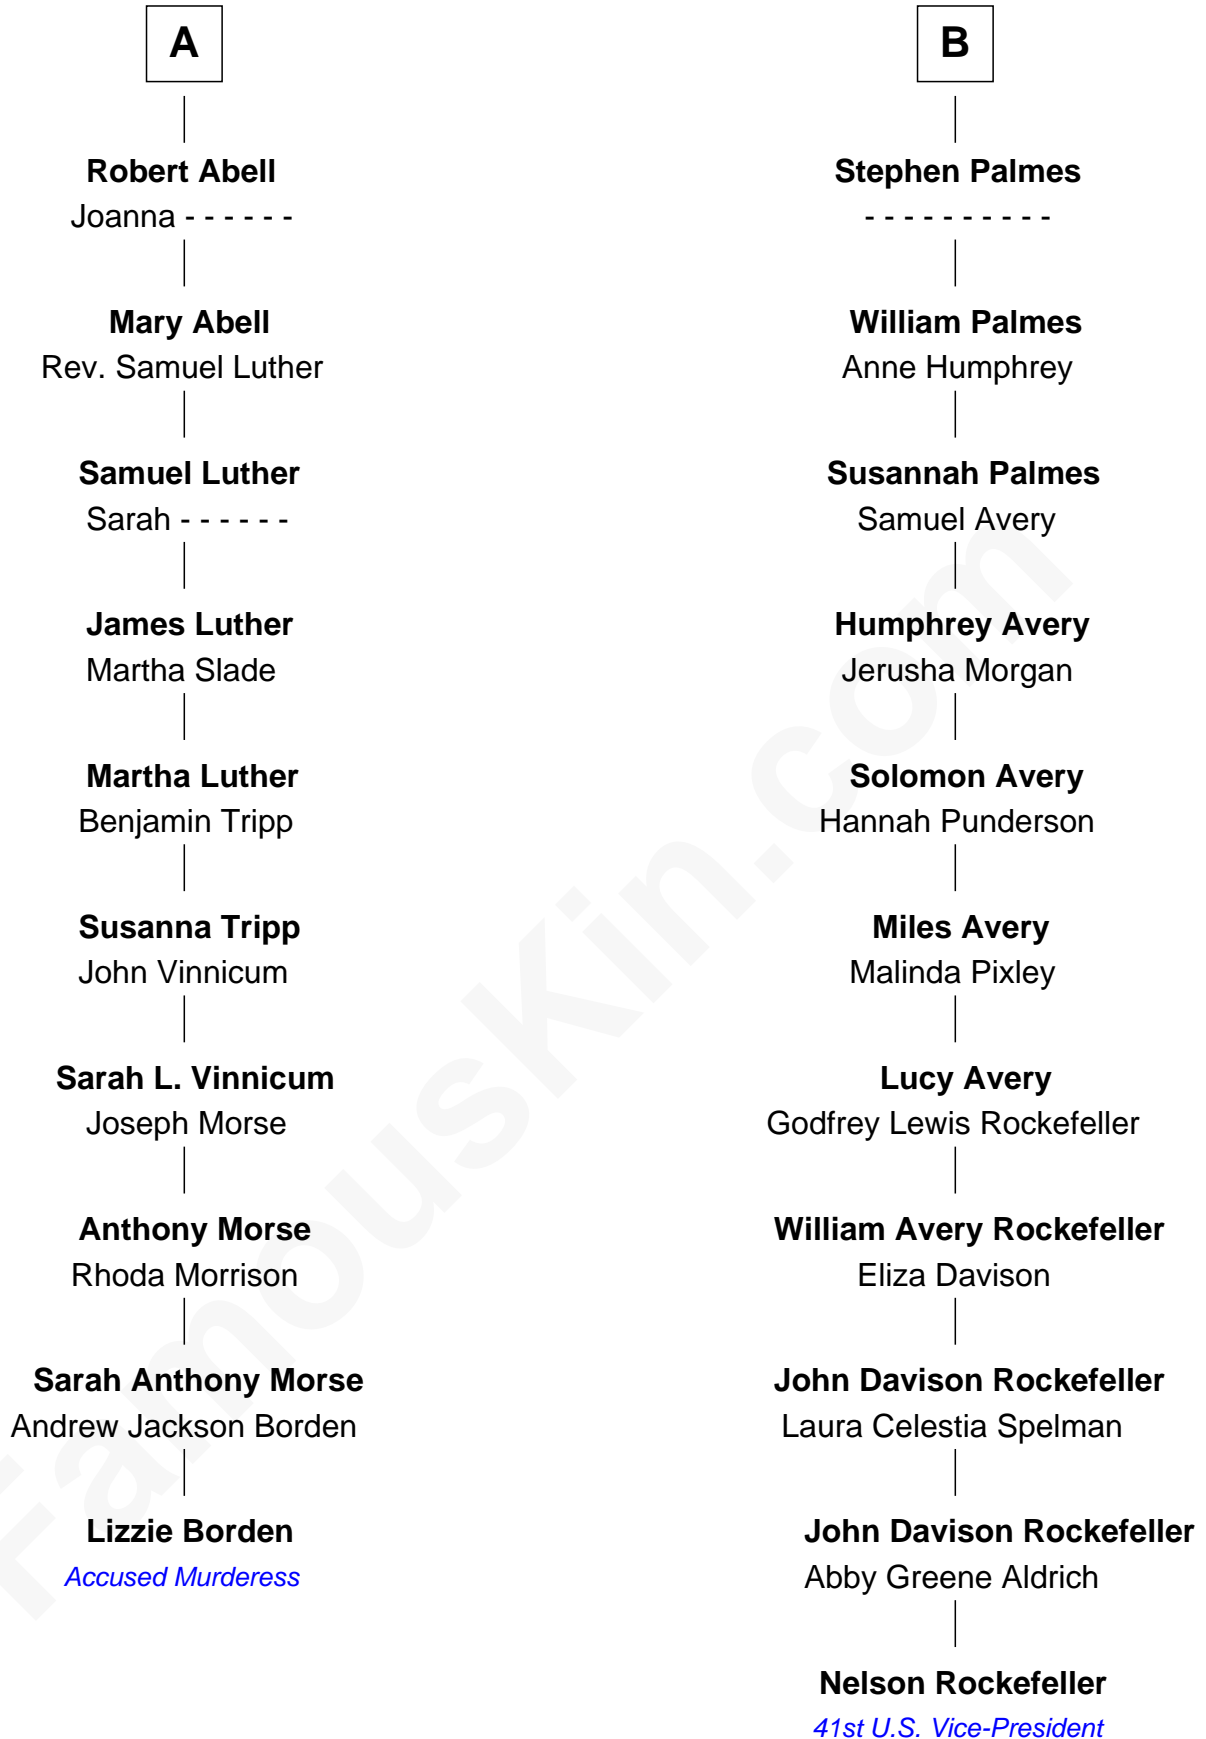 A
Robert Abell
Joanna - - - - - -
Mary Abell
Rev. Samuel Luther
Samuel Luther
Sarah - - - - - -
James Luther
Martha Slade
Martha Luther
Benjamin Tripp
Susanna Tripp
John Vinnicum
Sarah L. Vinnicum
Joseph Morse
Anthony Morse
Rhoda Morrison
Sarah Anthony Morse
Andrew Jackson Borden
Lizzie Borden
Accused Murderess
B
Stephen Palmes
- - - - - - - - - -
William Palmes
Anne Humphrey
Susannah Palmes
Samuel Avery
Humphrey Avery
Jerusha Morgan
Solomon Avery
Hannah Punderson
Miles Avery
Malinda Pixley
Lucy Avery
Godfrey Lewis Rockefeller
William Avery Rockefeller
Eliza Davison
John Davison Rockefeller
Laura Celestia Spelman
John Davison Rockefeller
Abby Greene Aldrich
Nelson Rockefeller
41st U.S. Vice-President
FamousKin.com